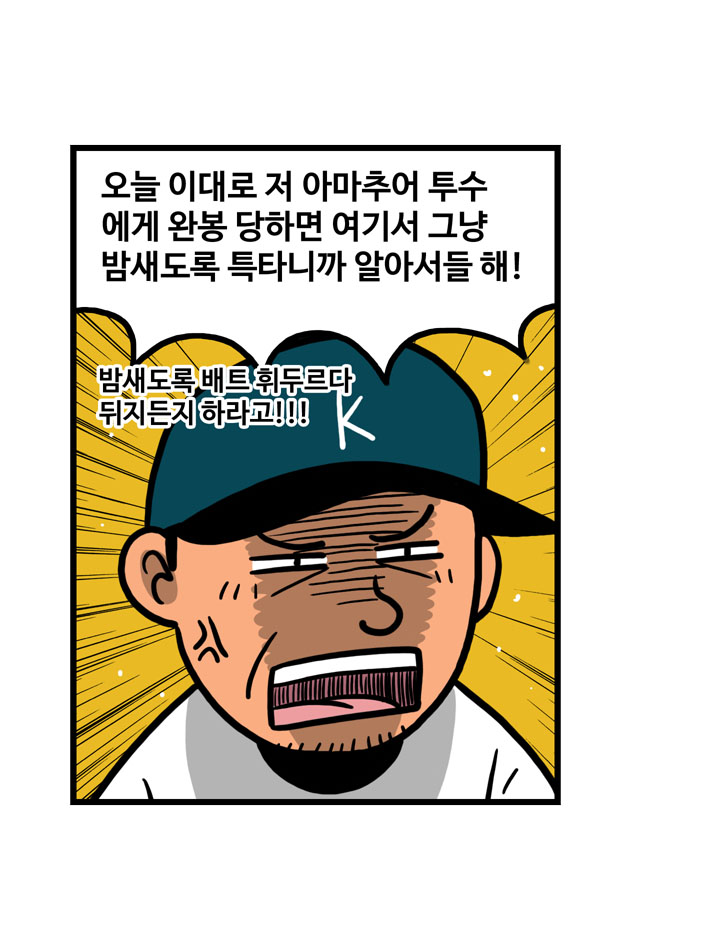 오늘 이대로 저 아마추어 투수
에게 완봉 당하면 여기서 그냥
밤새도록 특타니까 알아서들 해!
밤새도록 배트 휘두르다
뒤지든지 하라고!!!
K